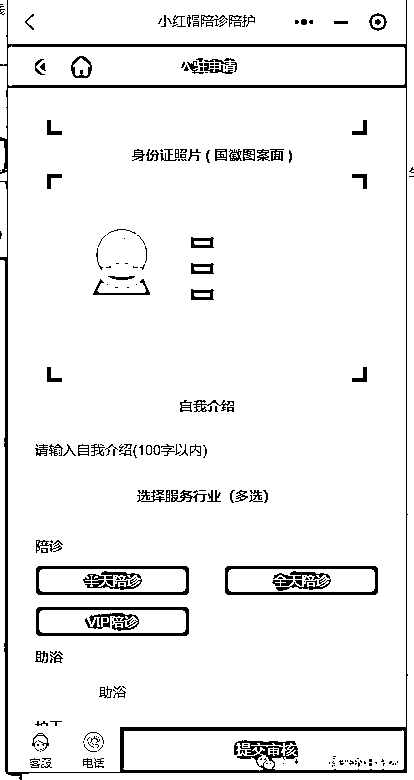 小红帽陪诊陪护
入驻申请
身份证照片 ( 国徽图案面 )
自我介绍
请输入自我介绍(100字以内)
选择服务行业（多选）
陪诊
半天陪诊 全天陪诊
VIP陪诊
助浴
助浴
客服 电话 提交审核